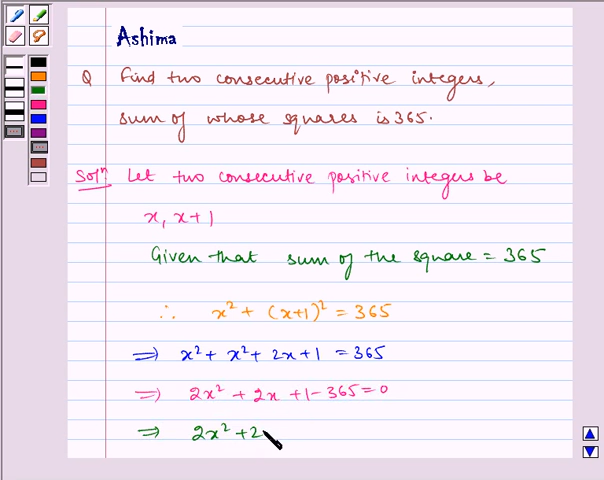 Ashima
Q Find two consecutive positive integers,
sum of whose squares is 365.
Solⁿ: Let two consecutive positive integers be
x, x+1
Given that sum of the square = 365
∴ x² + (x+1)² = 365
⇒ x² + x² + 2x + 1 = 365
⇒ 2x² + 2x + 1 - 365 = 0
⇒ 2x² + 2